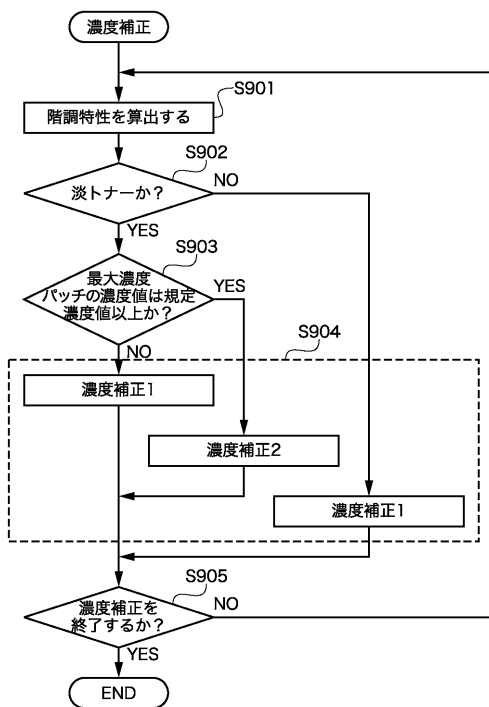 濃度補正
S901
階調特性を算出する
S902
淡トナーか？
NO
YES
S903
最大濃度
パッチの濃度値は規定
濃度値以上か？
YES
NO
S904
濃度補正1
濃度補正2
濃度補正1
S905
濃度補正を
終了するか？
NO
YES
END